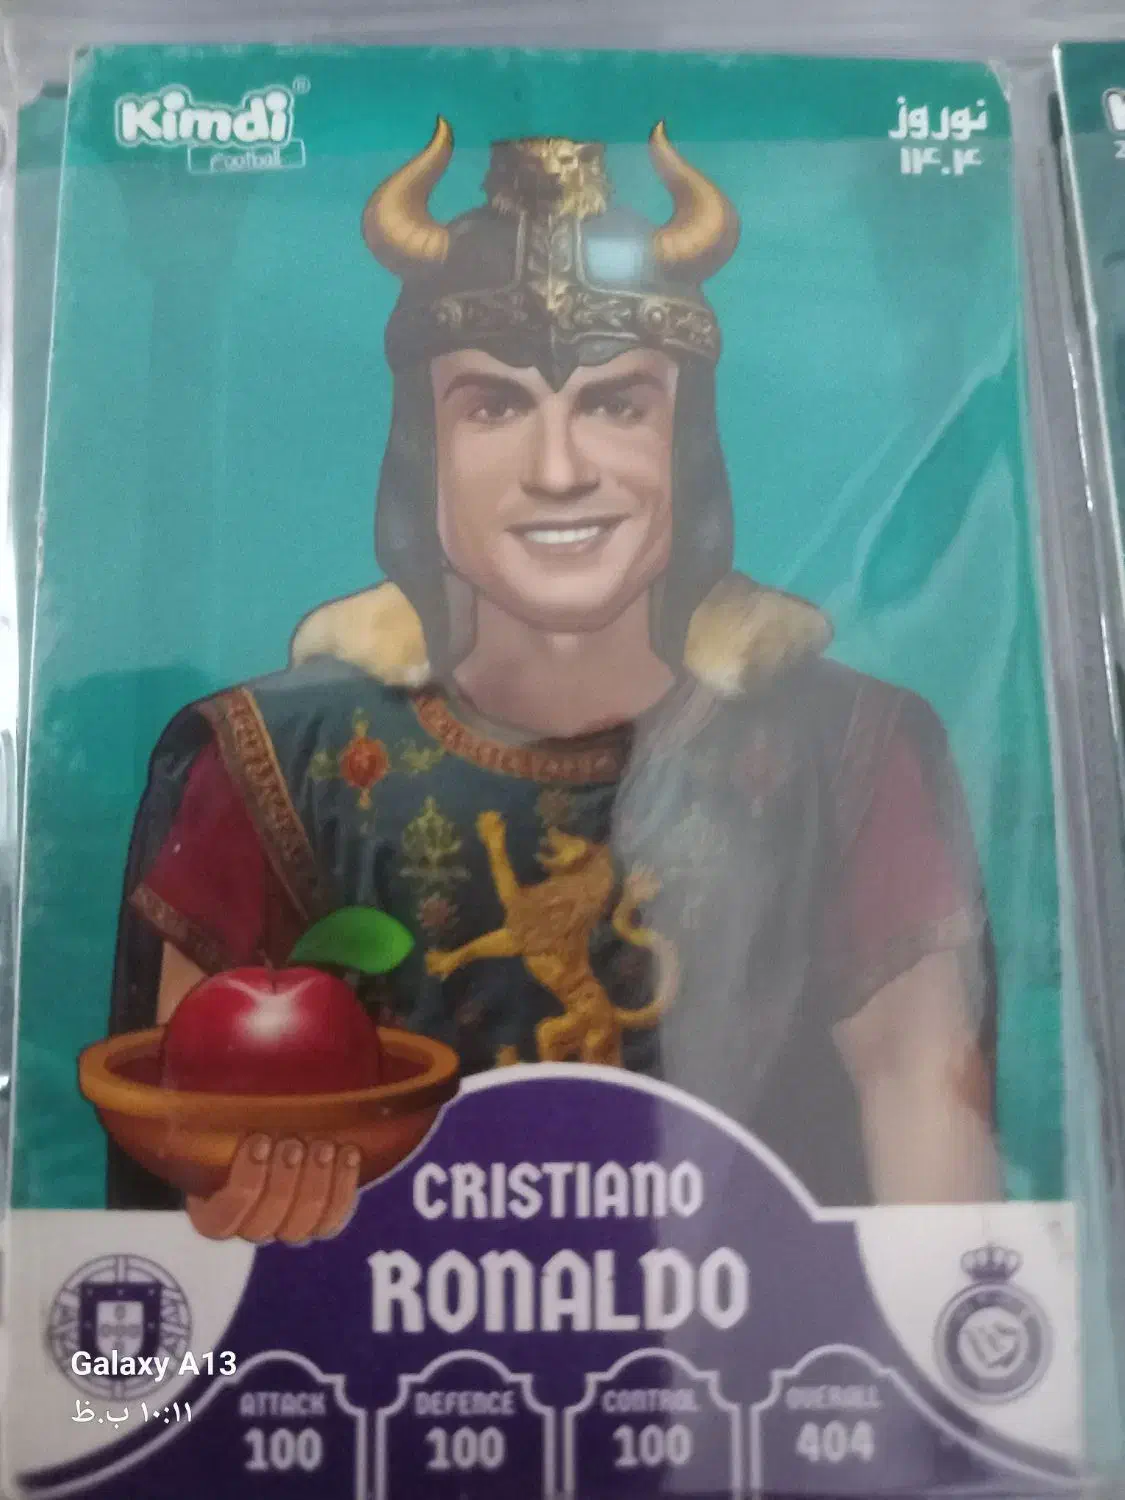 Kimdi®
Football
نوروز
۱۴۰۴
CRISTIANO
RONALDO
ATTACK
100
DEFENCE
100
CONTROL
100
OVERALL
404
Galaxy A13
۱۰:۱۱ ب.ظ